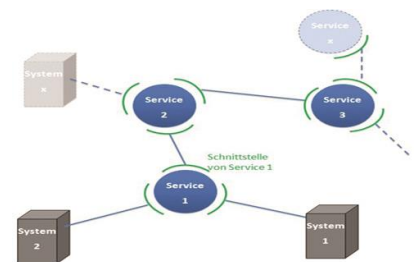 Service
x
System
x
Service
2
Service
3
Schnittstelle
von Service 1
Service
1
System
2
System
1